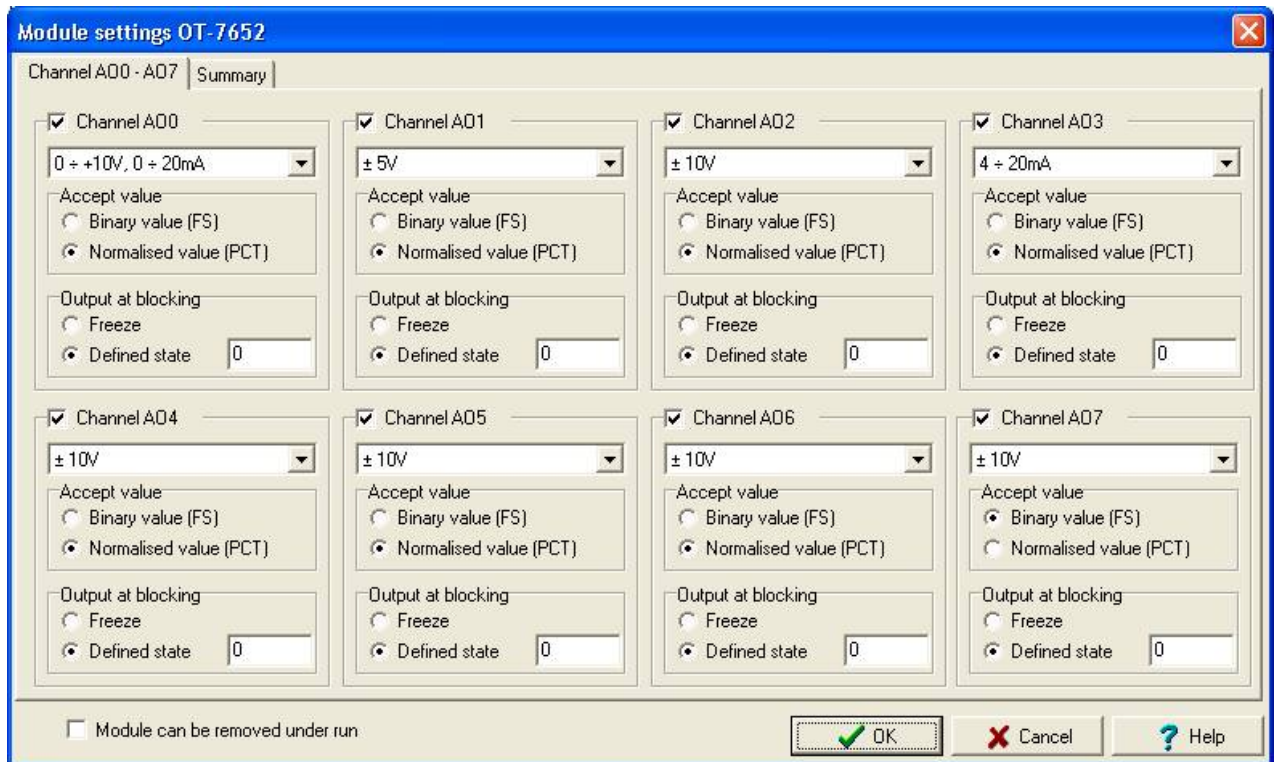 Module settings OT-7652
Channel AO0 - AO7 Summary
Channel AO0
0 ÷ +10V, 0 ÷ 20mA
Accept value
Binary value (FS)
Normalised value (PCT)
Output at blocking
Freeze
Defined state 0
Channel AO1
± 5V
Accept value
Binary value (FS)
Normalised value (PCT)
Output at blocking
Freeze
Defined state 0
Channel AO2
± 10V
Accept value
Binary value (FS)
Normalised value (PCT)
Output at blocking
Freeze
Defined state 0
Channel AO3
4 ÷ 20mA
Accept value
Binary value (FS)
Normalised value (PCT)
Output at blocking
Freeze
Defined state 0
Channel AO4
± 10V
Accept value
Binary value (FS)
Normalised value (PCT)
Output at blocking
Freeze
Defined state 0
Channel AO5
± 10V
Accept value
Binary value (FS)
Normalised value (PCT)
Output at blocking
Freeze
Defined state 0
Channel AO6
± 10V
Accept value
Binary value (FS)
Normalised value (PCT)
Output at blocking
Freeze
Defined state 0
Channel AO7
± 10V
Accept value
Binary value (FS)
Normalised value (PCT)
Output at blocking
Freeze
Defined state 0
Module can be removed under run
OK
Cancel
Help